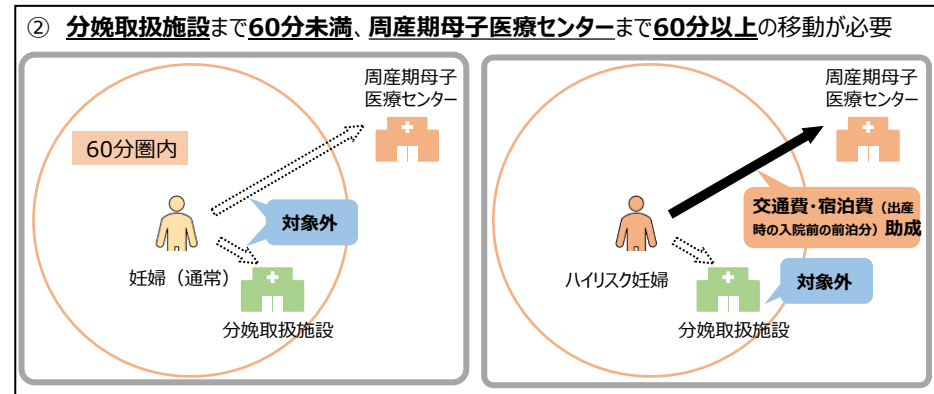 ② 分娩取扱施設まで60分未満、周産期母子医療センターまで60分以上の移動が必要
周産期母子
医療センター
60分圏内
対象外
妊婦（通常）
分娩取扱施設
周産期母子
医療センター
交通費・宿泊費（出産
時の入院前の前泊分）助成
ハイリスク妊婦
対象外
分娩取扱施設